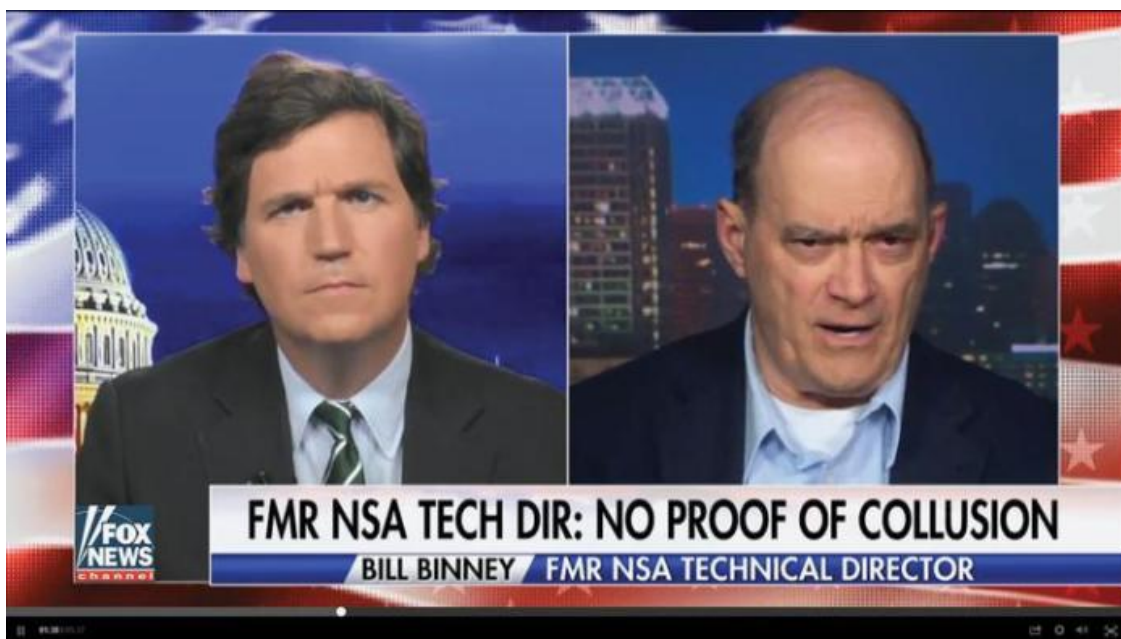 FMR NSA TECH DIR: NO PROOF OF COLLUSION
FOX
NEWS
channel
BILL BINNEY FMR NSA TECHNICAL DIRECTOR